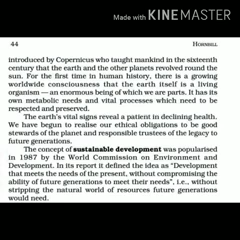 Made with KINEMASTER
44 HORNBILL
introduced by Copernicus who taught mankind in the sixteenth
century that the earth and the other planets revolved round the
sun. For the first time in human history, there is a growing
worldwide consciousness that the earth itself is a living
organism — an enormous being of which we are parts. It has its
own metabolic needs and vital processes which need to be
respected and preserved.
The earth's vital signs reveal a patient in declining health.
We have begun to realise our ethical obligations to be good
stewards of the planet and responsible trustees of the legacy to
future generations.
The concept of sustainable development was popularised
in 1987 by the World Commission on Environment and
Development. In its report it defined the idea as "Development
that meets the needs of the present, without compromising the
ability of future generations to meet their needs", i.e., without
stripping the natural world of resources future generations
would need.